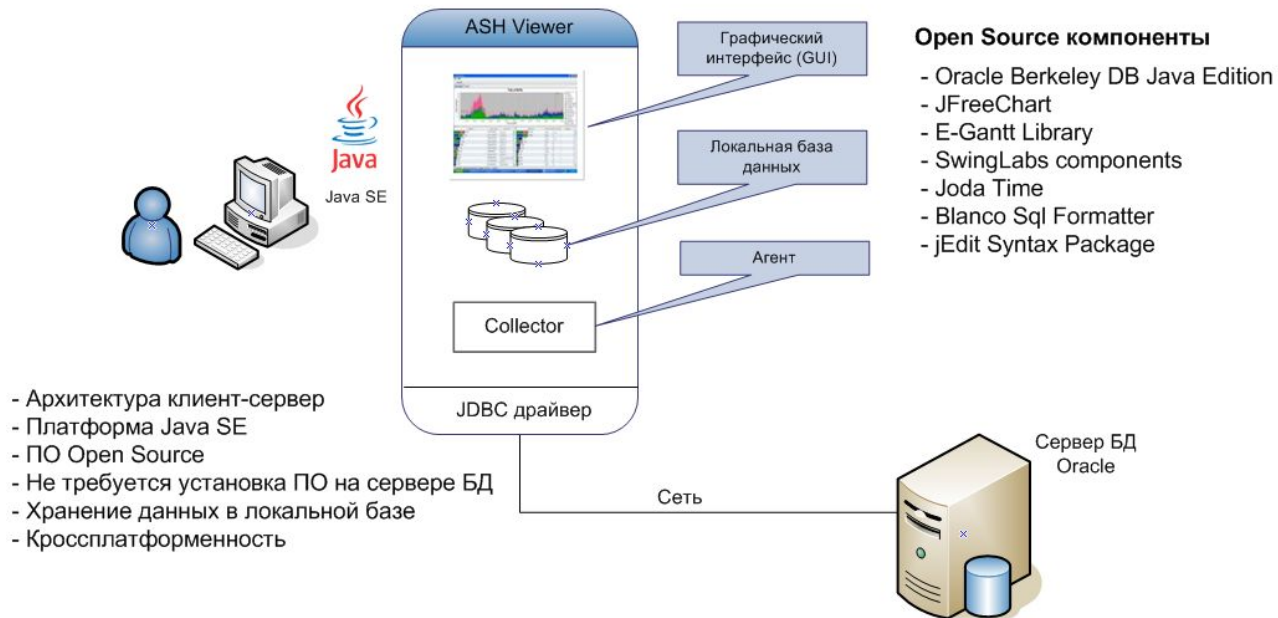 ASH Viewer
Графический
интерфейс (GUI)
Локальная база
данных
Агент
Collector
JDBC драйвер
Java
Java SE
Open Source компоненты
- Oracle Berkeley DB Java Edition
- JFreeChart
- E-Gantt Library
- SwingLabs components
- Joda Time
- Blanco Sql Formatter
- jEdit Syntax Package
- Архитектура клиент-сервер
- Платформа Java SE
- ПО Open Source
- Не требуется установка ПО на сервере БД
- Хранение данных в локальной базе
- Кроссплатформенность
Сеть
Сервер БД
Oracle